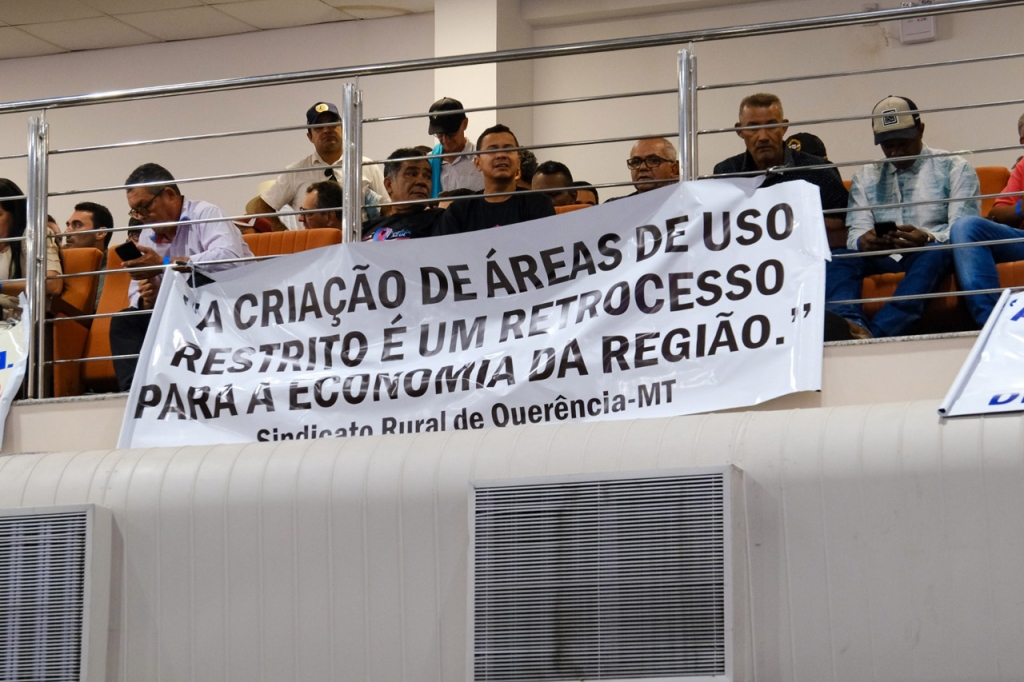 "A CRIAÇÃO DE ÁREAS DE USO
RESTRITO É UM RETROCESSO
PARA A ECONOMIA DA REGIÃO."
Sindicato Rural de Querência-MT